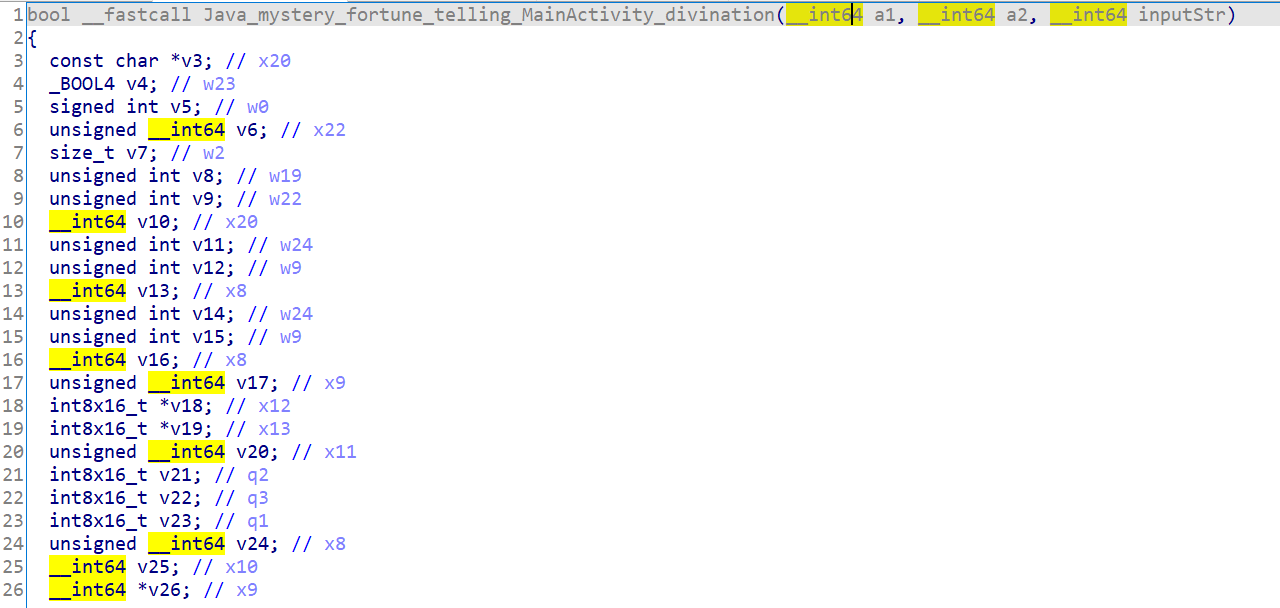 1 bool __fastcall Java_mystery_fortune_telling_MainActivity_divination(__int64 a1, __int64 a2, __int64 inputStr)
2 {
3 const char *v3; // x20
4 _BOOL4 v4; // w23
5 signed int v5; // w0
6 unsigned __int64 v6; // x22
7 size_t v7; // w2
8 unsigned int v8; // w19
9 unsigned int v9; // w22
10 __int64 v10; // x20
11 unsigned int v11; // w24
12 unsigned int v12; // w9
13 __int64 v13; // x8
14 unsigned int v14; // w24
15 unsigned int v15; // w9
16 __int64 v16; // x8
17 unsigned __int64 v17; // x9
18 int8x16_t *v18; // x12
19 int8x16_t *v19; // x13
20 unsigned __int64 v20; // x11
21 int8x16_t v21; // q2
22 int8x16_t v22; // q3
23 int8x16_t v23; // q1
24 unsigned __int64 v24; // x8
25 __int64 v25; // x10
26 __int64 *v26; // x9